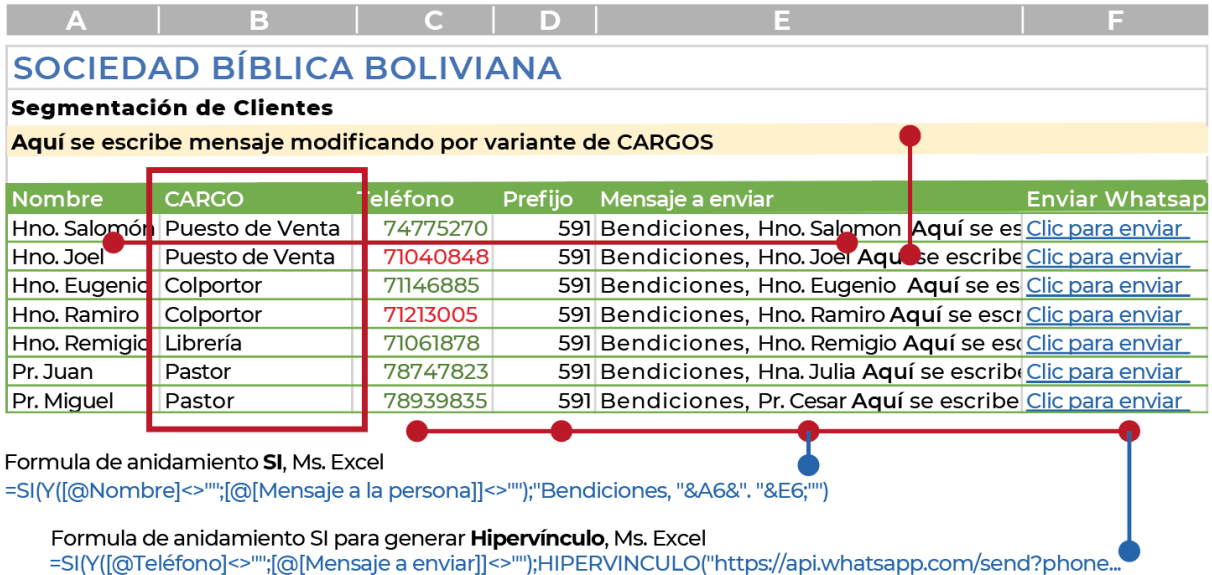 A B C D E F
SOCIEDAD BÍBLICA BOLIVIANA
Segmentación de Clientes
Aquí se escribe mensaje modificando por variante de CARGOS
Nombre CARGO Teléfono Prefijo Mensaje a enviar Enviar Whatsap
Hno. Salomón Puesto de Venta 74775270 591 Bendiciones, Hno. Salomon Aquí se es Clic para enviar
Hno. Joel Puesto de Venta 71040848 591 Bendiciones, Hno. Joel Aquí se escribe Clic para enviar
Hno. Eugenio Colportor 71146885 591 Bendiciones, Hno. Eugenio Aquí se es Clic para enviar
Hno. Ramiro Colportor 71213005 591 Bendiciones, Hno. Ramiro Aquí se escr Clic para enviar
Hno. Remigio Librería 71061878 591 Bendiciones, Hno. Remigio Aquí se esc Clic para enviar
Pr. Juan Pastor 78747823 591 Bendiciones, Hna. Julia Aquí se escribe Clic para enviar
Pr. Miguel Pastor 78939835 591 Bendiciones, Pr. Cesar Aquí se escribe Clic para enviar
Formula de anidamiento SI, Ms. Excel
=SI(Y([@Nombre]<>"";[@[Mensaje a la persona]]<>"");"Bendiciones, "&A6&". "&E6;"")
Formula de anidamiento SI para generar Hipervínculo, Ms. Excel
=SI(Y([@Teléfono]<>"";[@[Mensaje a enviar]]<>"");HIPERVINCULO("https://api.whatsapp.com/send?phone...